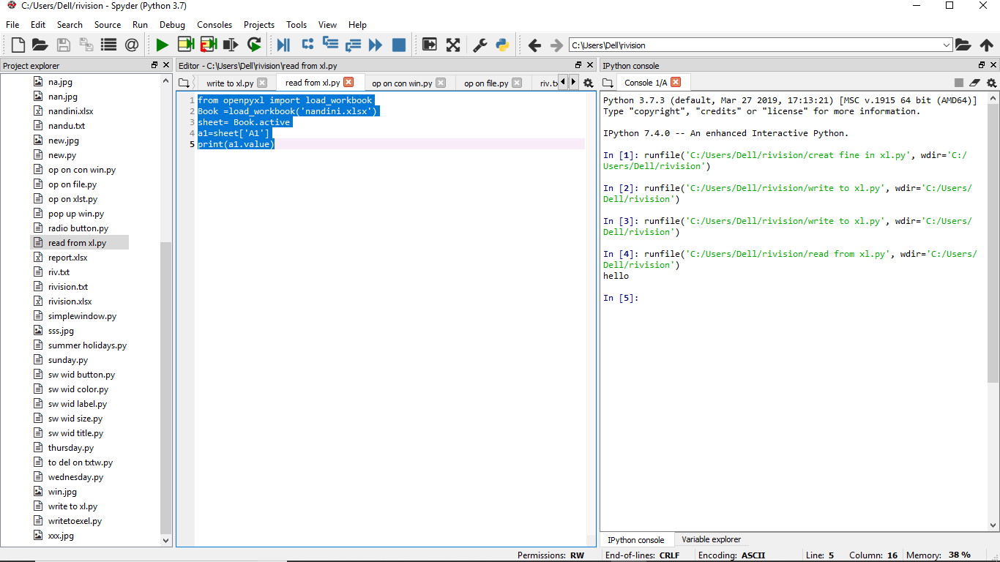 C:/Users/Dell/rivision - Spyder (Python 3.7)
File Edit Search Source Run Debug Consoles Projects Tools View Help
C:\Users\Dell\rivision
Project explorer
na.jpg
nan.jpg
nandini.xlsx
nandu.txt
new.jpg
new.py
op on con win.py
op on file.py
op on xlst.py
pop up win.py
radio button.py
read from xl.py
report.xlsx
riv.txt
rivision.txt
rivision.xlsx
simplewindow.py
sss.jpg
summer holidays.py
sunday.py
sw wid button.py
sw wid color.py
sw wid label.py
sw wid size.py
sw wid title.py
thursday.py
to del on txtw.py
wednesday.py
win.jpg
write to xl.py
writetoexel.py
xxx.jpg
Editor - C:\Users\Dell\rivision\read from xl.py
write to xl.py read from xl.py op on con win.py op on file.py riv.tx
1 from openpyxl import load_workbook
2 Book =load_workbook('nandini.xlsx')
3 sheet= Book.active
4 a1=sheet['A1']
5 print(a1.value)
IPython console
Console 1/A
Python 3.7.3 (default, Mar 27 2019, 17:13:21) [MSC v.1915 64 bit (AMD64)]
Type "copyright", "credits" or "license" for more information.
IPython 7.4.0 -- An enhanced Interactive Python.
In [1]: runfile('C:/Users/Dell/rivision/creat fine in xl.py', wdir='C:/
Users/Dell/rivision')
In [2]: runfile('C:/Users/Dell/rivision/write to xl.py', wdir='C:/Users/
Dell/rivision')
In [3]: runfile('C:/Users/Dell/rivision/write to xl.py', wdir='C:/Users/
Dell/rivision')
In [4]: runfile('C:/Users/Dell/rivision/read from xl.py', wdir='C:/Users/
Dell/rivision')
hello
In [5]:
IPython console Variable explorer
Permissions: RW End-of-lines: CRLF Encoding: ASCII Line: 5 Column: 16 Memory: 38 %